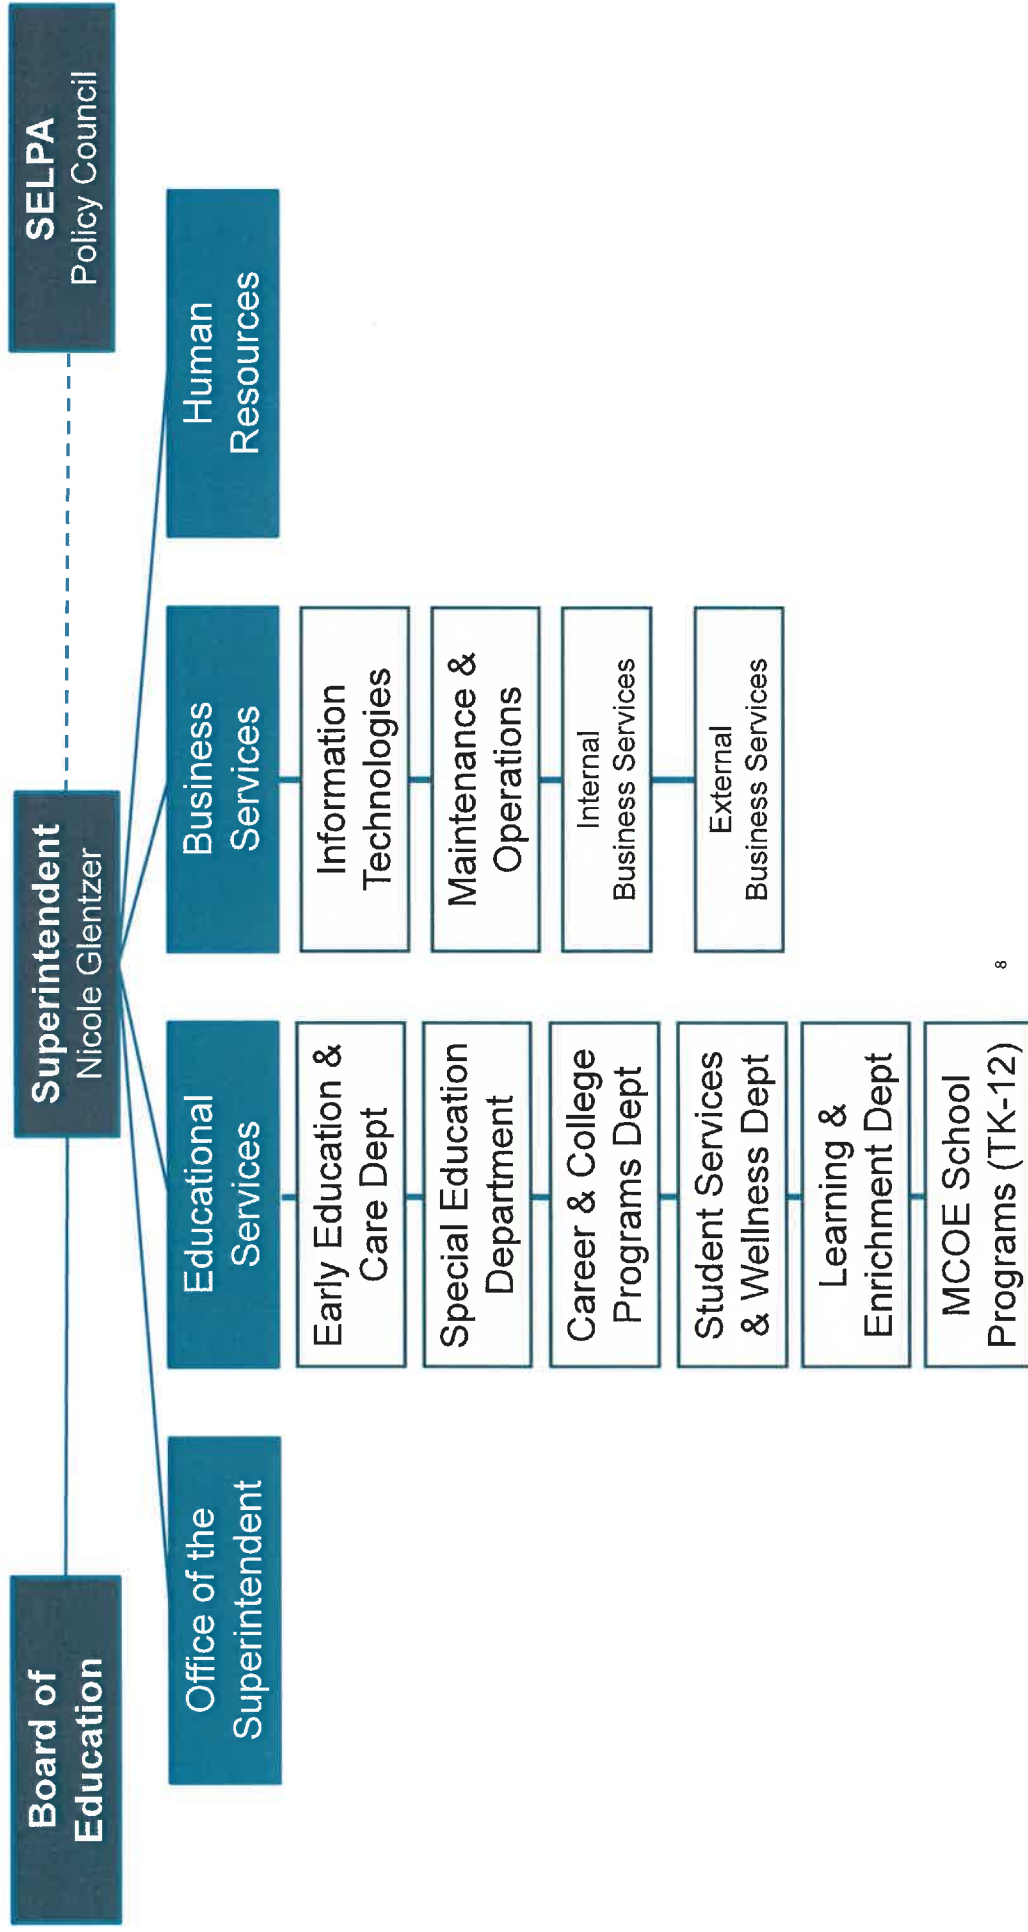 Board of
Education
Superintendent
Nicole Glentzer
SELPA
Policy Council
Office of the
Superintendent
Educational
Services
Early Education &
Care Dept
Special Education
Department
Career & College
Programs Dept
Student Services
& Wellness Dept
Learning &
Enrichment Dept
MCOE School
Programs (TK-12)
Business
Services
Information
Technologies
Maintenance &
Operations
Internal
Business Services
External
Business Services
Human
Resources
8